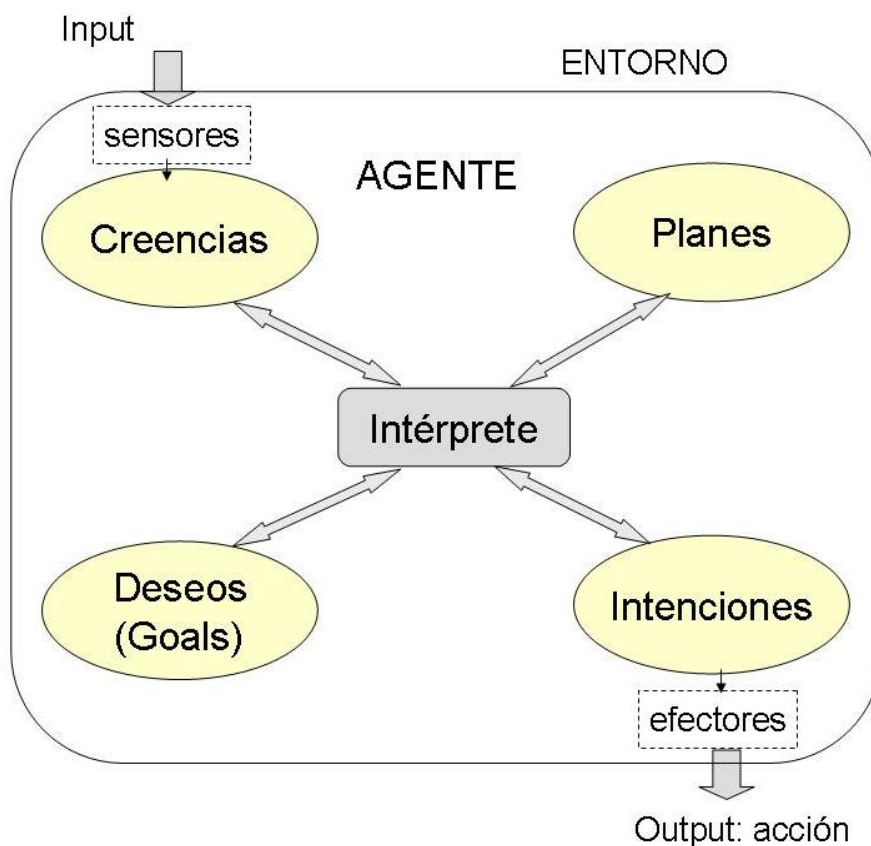 Input
ENTORNO
sensores
AGENTE
Creencias
Planes
Intérprete
Deseos
(Goals)
Intenciones
efectores
Output: acción